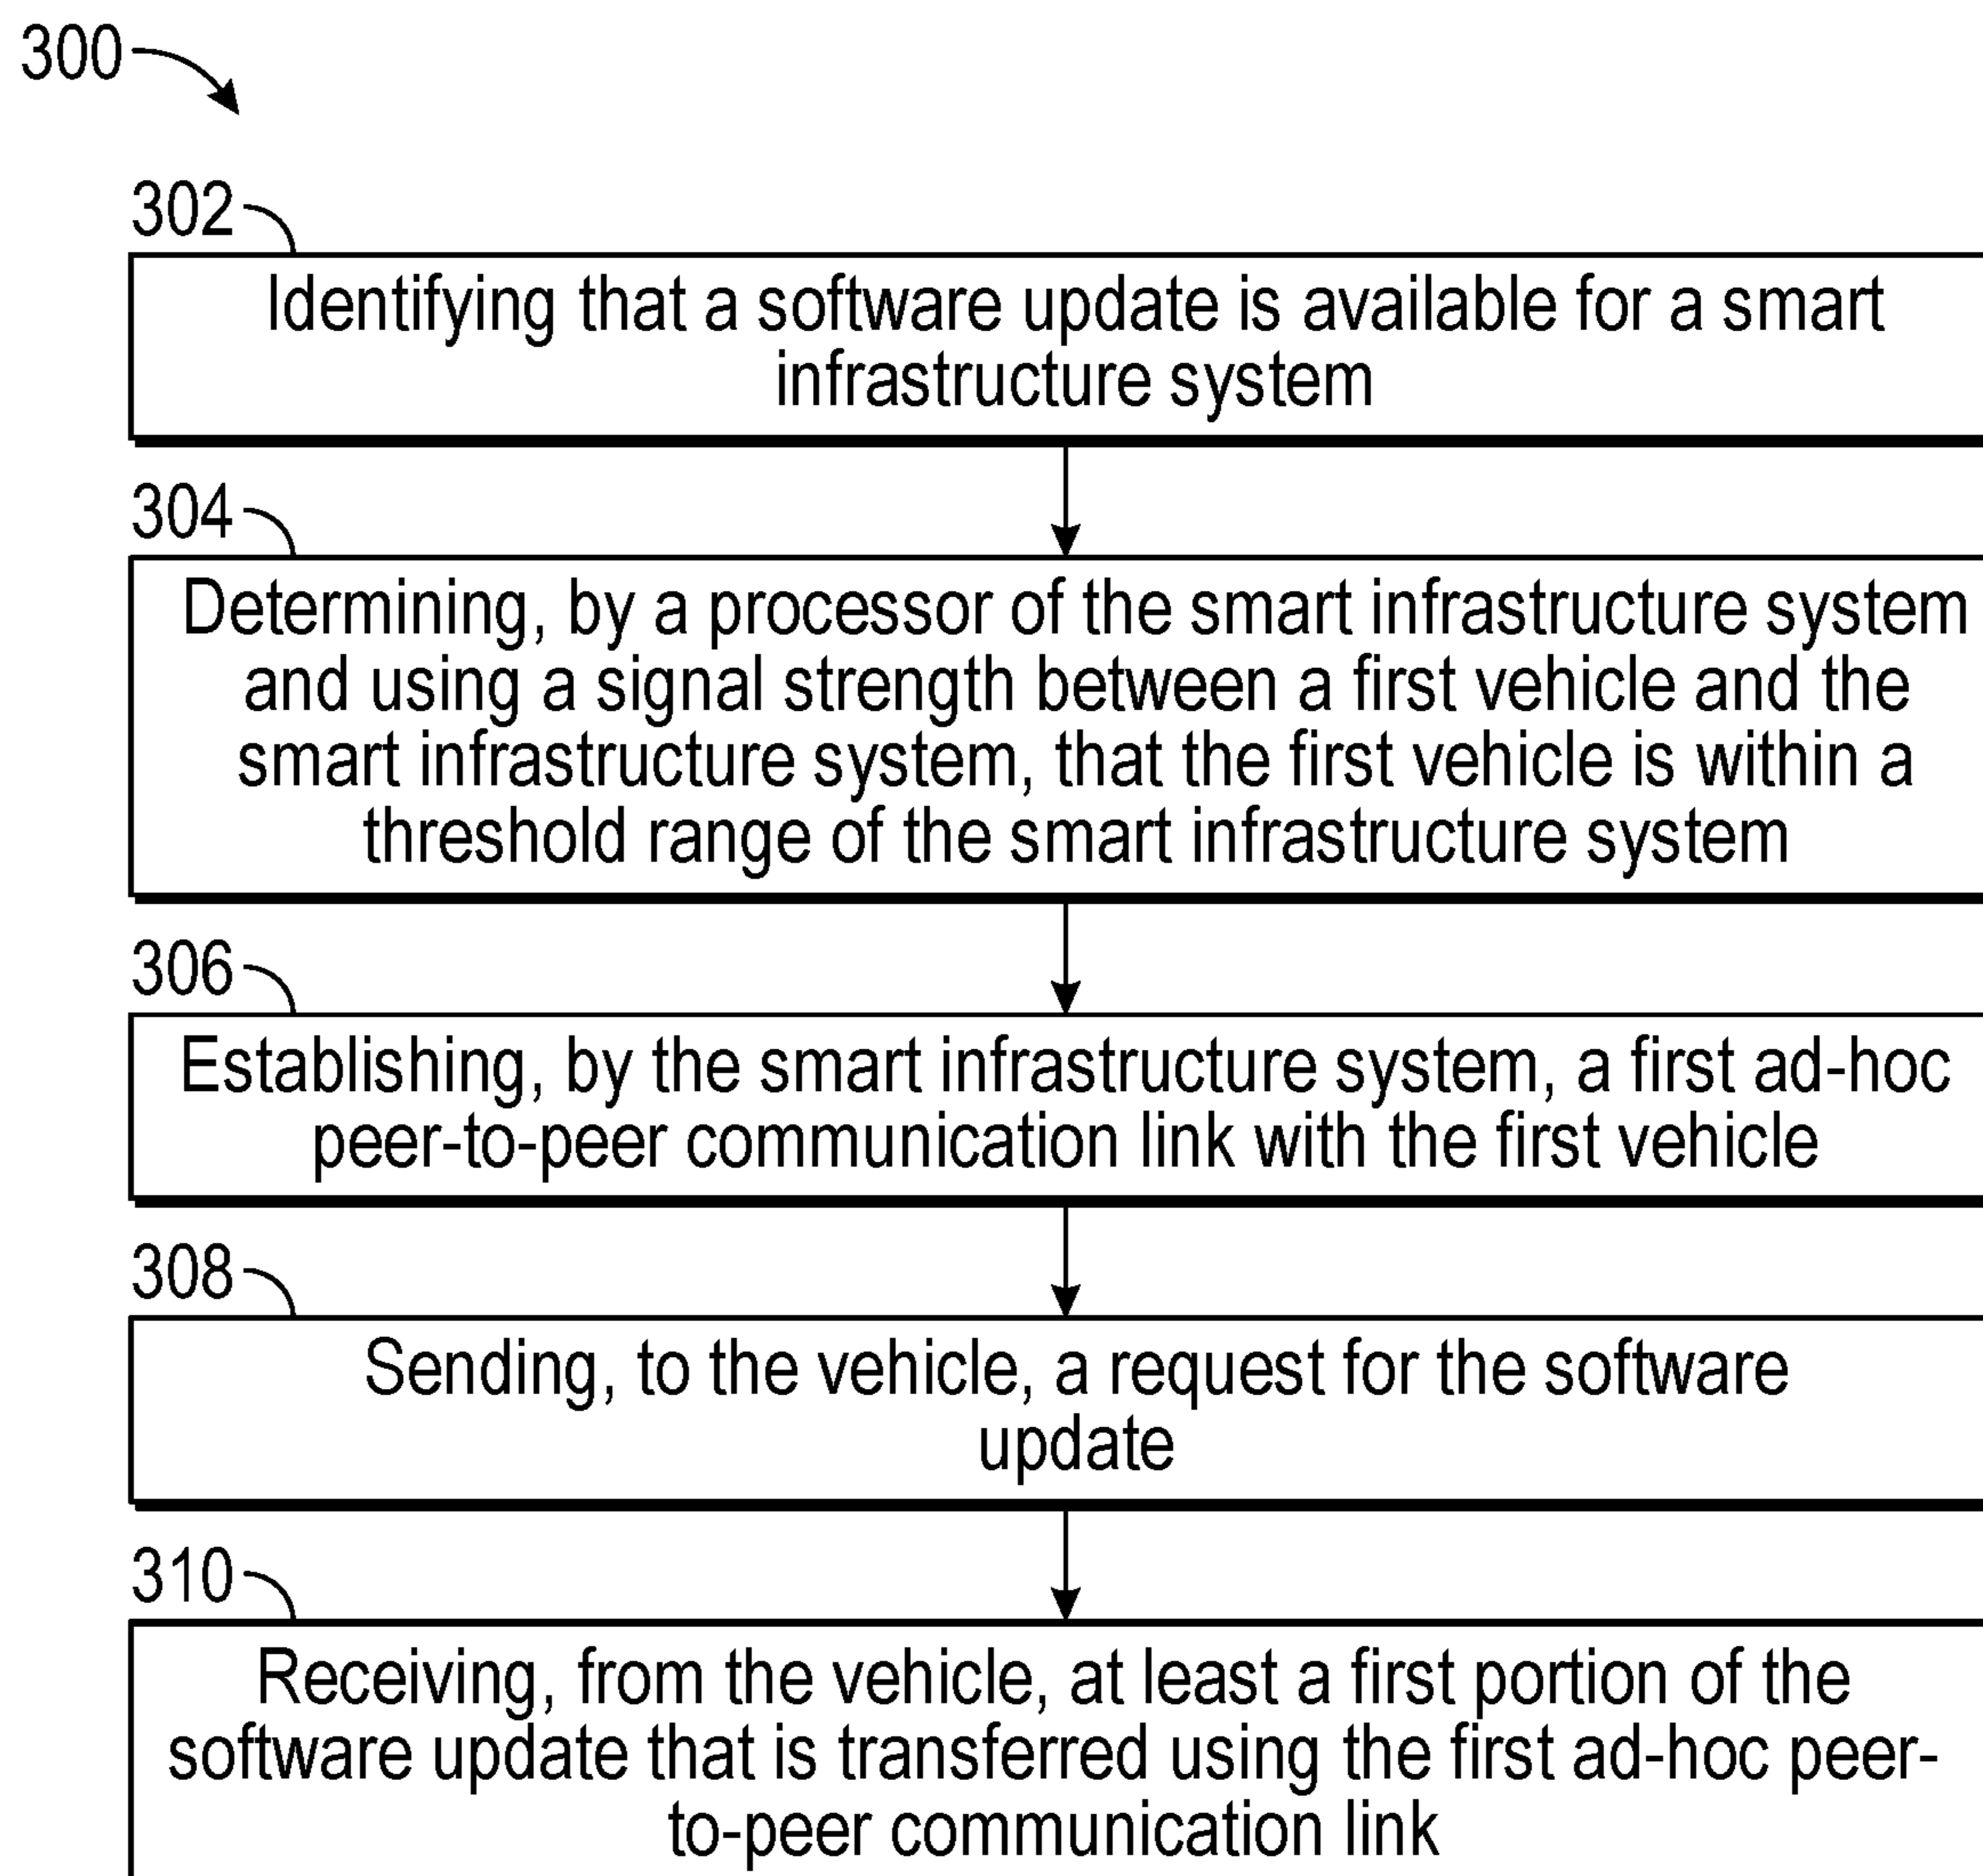 300
302
Identifying that a software update is available for a smart
infrastructure system
304
Determining, by a processor of the smart infrastructure system
and using a signal strength between a first vehicle and the
smart infrastructure system, that the first vehicle is within a
threshold range of the smart infrastructure system
306
Establishing, by the smart infrastructure system, a first ad-hoc
peer-to-peer communication link with the first vehicle
308
Sending, to the vehicle, a request for the software
update
310
Receiving, from the vehicle, at least a first portion of the
software update that is transferred using the first ad-hoc peer-
to-peer communication link